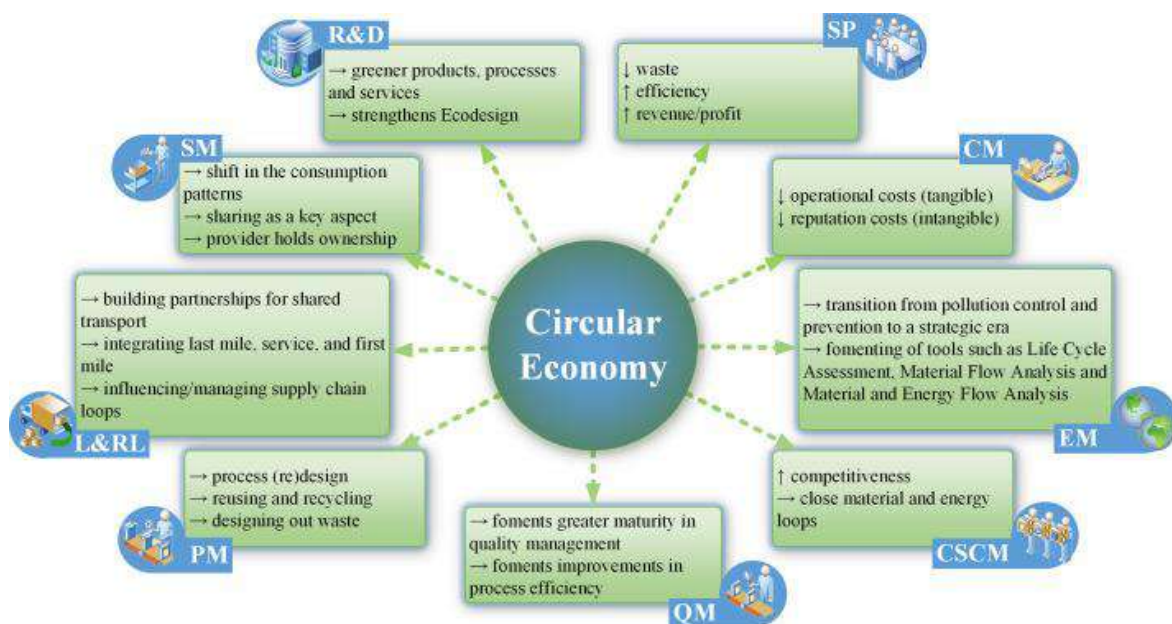 R&D
→ greener products, processes
and services
→ strengthens Ecodesign
SP
↓ waste
↑ efficiency
↑ revenue/profit
SM
→ shift in the consumption
patterns
→ sharing as a key aspect
→ provider holds ownership
CM
↓ operational costs (tangible)
↓ reputation costs (intangible)
→ building partnerships for shared
transport
→ integrating last mile, service, and first
mile
→ influencing/managing supply chain
loops
L&RL
Circular
Economy
→ transition from pollution control and
prevention to a strategic era
→ fomenting of tools such as Life Cycle
Assessment, Material Flow Analysis and
Material and Energy Flow Analysis
EM
→ process (re)design
→ reusing and recycling
→ designing out waste
PM
→ foments greater maturity in
quality management
→ foments improvements in
process efficiency
QM
↑ competitiveness
→ close material and energy
loops
CSCM